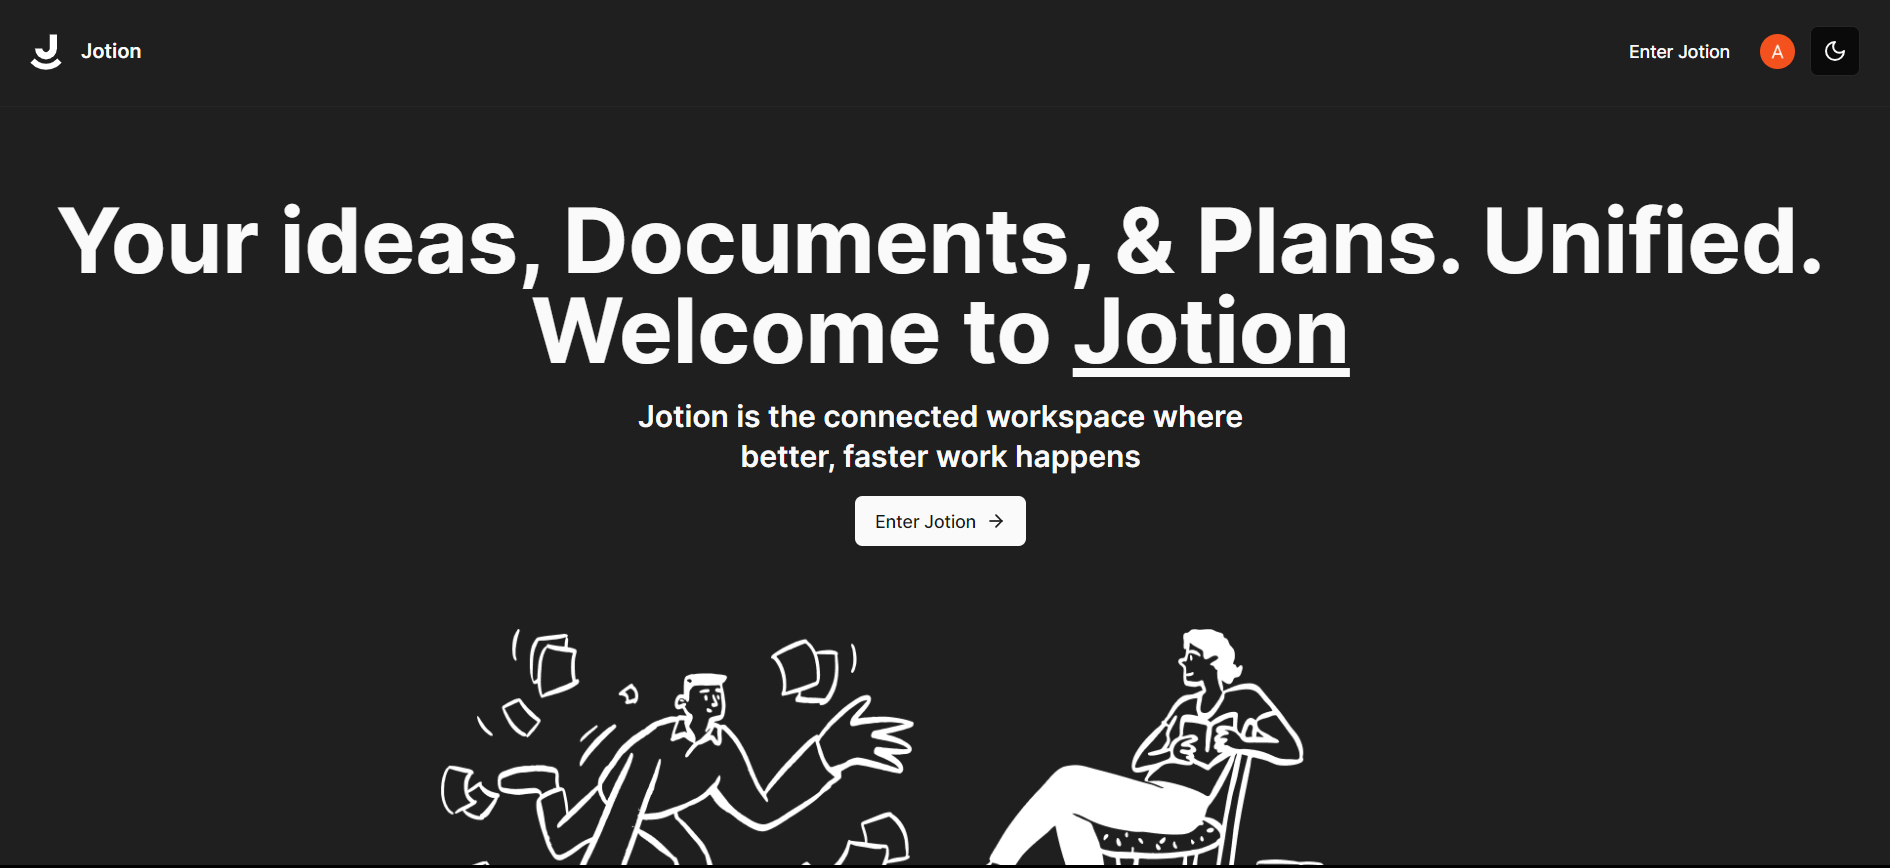 Jotion
Enter Jotion
A
Your ideas, Documents, & Plans. Unified.
Welcome to Jotion
Jotion is the connected workspace where
better, faster work happens
Enter Jotion